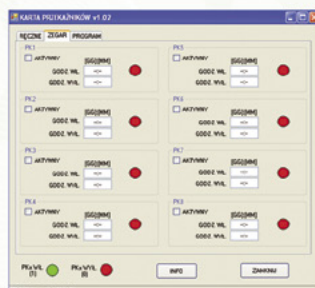 KARTA PRZEKAŹNIKÓW v1.02
RĘCZNE ZEGAR PROGRAM
PK1
AKTYWNY
[GG]:[MM]
GODZ. WŁ. --:--
GODZ. WYŁ. --:--
PK2
AKTYWNY
[GG]:[MM]
GODZ. WŁ. --:--
GODZ. WYŁ. --:--
PK3
AKTYWNY
[GG]:[MM]
GODZ. WŁ. --:--
GODZ. WYŁ. --:--
PK4
AKTYWNY
[GG]:[MM]
GODZ. WŁ. --:--
GODZ. WYŁ. --:--
PK5
AKTYWNY
[GG]:[MM]
GODZ. WŁ. --:--
GODZ. WYŁ. --:--
PK6
AKTYWNY
[GG]:[MM]
GODZ. WŁ. --:--
GODZ. WYŁ. --:--
PK7
AKTYWNY
[GG]:[MM]
GODZ. WŁ. --:--
GODZ. WYŁ. --:--
PK8
AKTYWNY
[GG]:[MM]
GODZ. WŁ. --:--
GODZ. WYŁ. --:--
PKx WŁ. (1)
PKx WYŁ. (0)
INFO
ZAMKNIJ